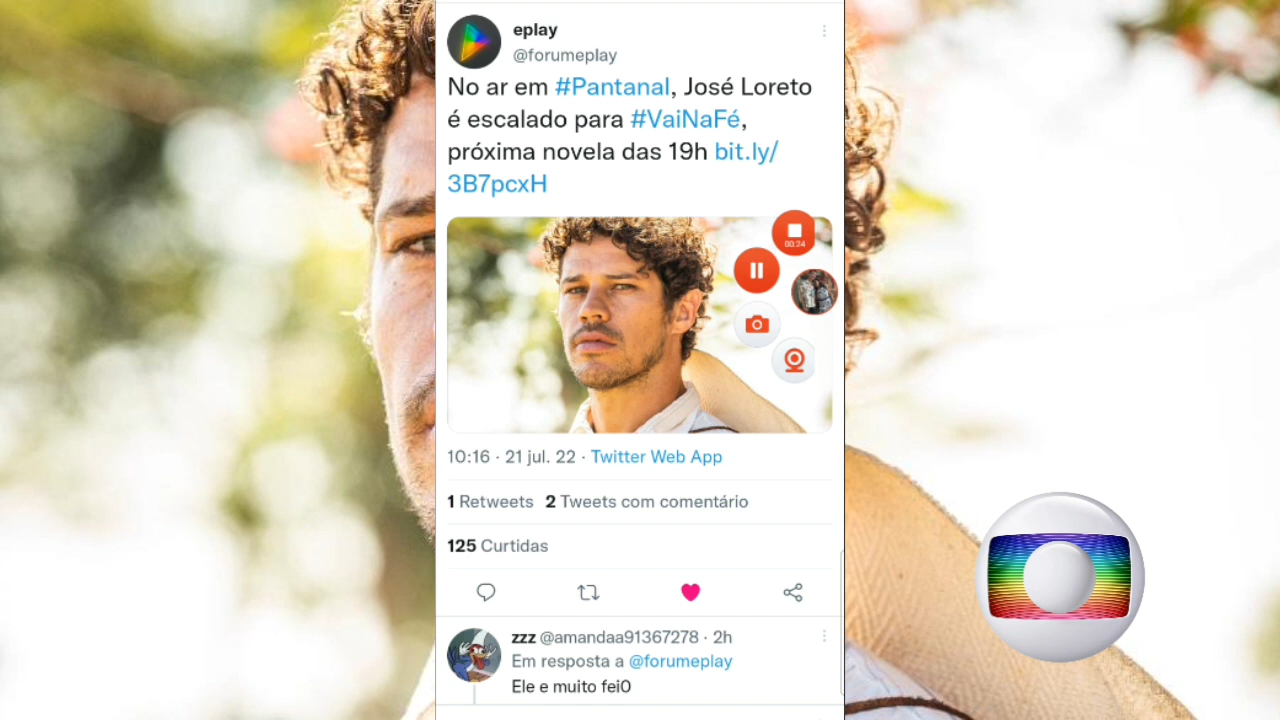 eplay
@forumeplay
No ar em #Pantanal, José Loreto
é escalado para #VaiNaFé,
próxima novela das 19h bit.ly/
3B7pcxH
00:24
10:16 · 21 jul. 22 · Twitter Web App
1 Retweets 2 Tweets com comentário
125 Curtidas
zzz @amandaa91367278 · 2h
Em resposta a @forumeplay
Ele e muito fei0